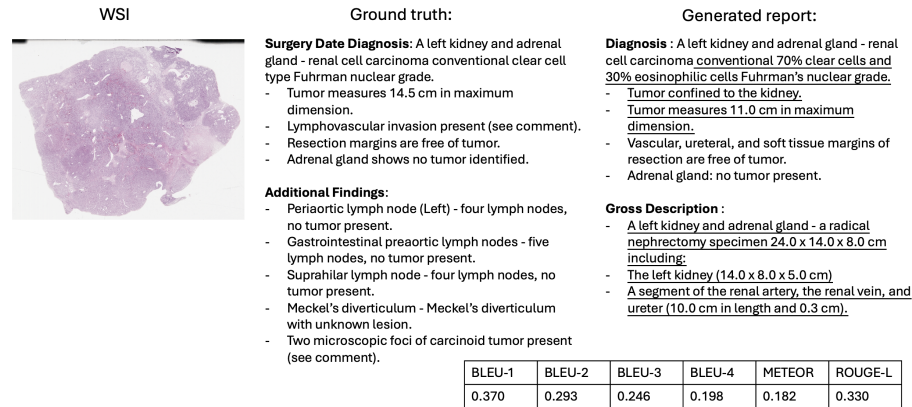 WSI
Ground truth:
Surgery Date Diagnosis: A left kidney and adrenal
gland - renal cell carcinoma conventional clear cell
type Fuhrman nuclear grade.
- Tumor measures 14.5 cm in maximum
dimension.
- Lymphovascular invasion present (see comment).
- Resection margins are free of tumor.
- Adrenal gland shows no tumor identified.
Additional Findings:
- Periaortic lymph node (Left) - four lymph nodes,
no tumor present.
- Gastrointestinal preaortic lymph nodes - five
lymph nodes, no tumor present.
- Suprahilar lymph node - four lymph nodes, no
tumor present.
- Meckel's diverticulum - Meckel's diverticulum
with unknown lesion.
- Two microscopic foci of carcinoid tumor present
(see comment).
Generated report:
Diagnosis : A left kidney and adrenal gland - renal
cell carcinoma conventional 70% clear cells and
30% eosinophilic cells Fuhrman's nuclear grade.
- Tumor confined to the kidney.
- Tumor measures 11.0 cm in maximum
dimension.
- Vascular, ureteral, and soft tissue margins of
resection are free of tumor.
- Adrenal gland: no tumor present.
Gross Description :
- A left kidney and adrenal gland - a radical
nephrectomy specimen 24.0 x 14.0 x 8.0 cm
including:
- The left kidney (14.0 x 8.0 x 5.0 cm)
- A segment of the renal artery, the renal vein, and
ureter (10.0 cm in length and 0.3 cm).
BLEU-1 BLEU-2 BLEU-3 BLEU-4 METEOR ROUGE-L
0.370 0.293 0.246 0.198 0.182 0.330